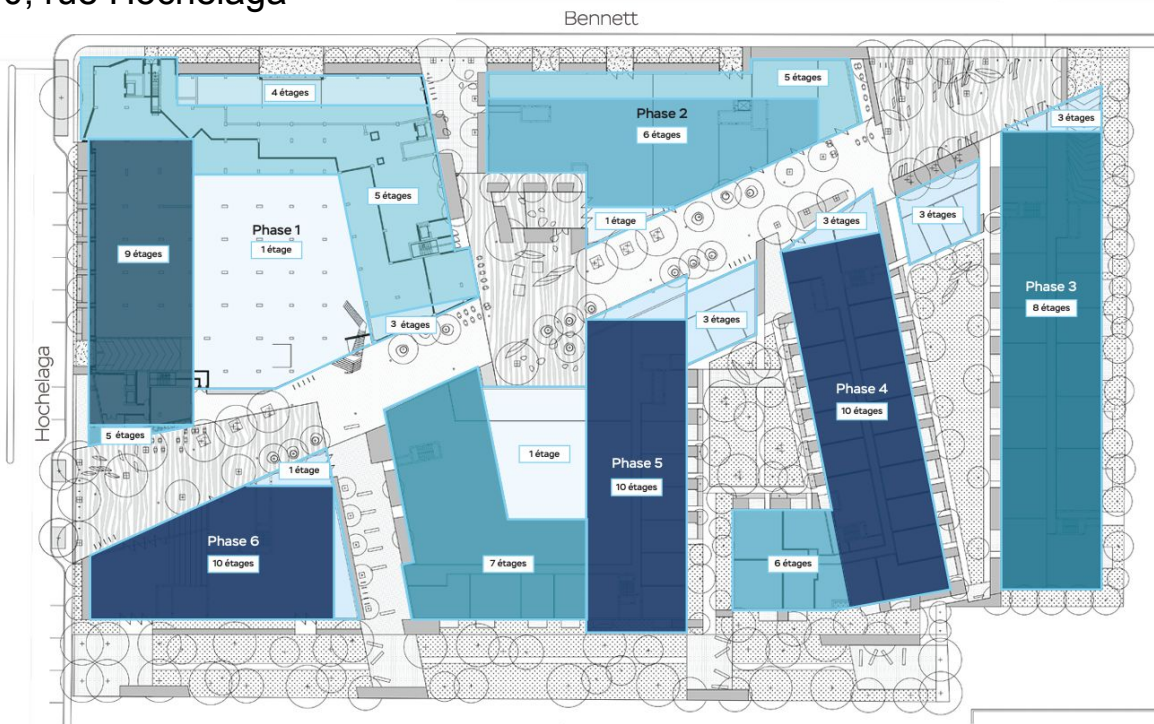 rue Hochelaga
Bennett
4 étages
5 étages
Phase 2
6 étages
3 étages
5 étages
1 étage
3 étages
3 étages
Phase 1
1 étage
9 étages
Phase 3
8 étages
3 étages
3 étages
Phase 4
10 étages
Hochelaga
5 étages
1 étage
1 étage
Phase 5
10 étages
Phase 6
10 étages
7 étages
6 étages